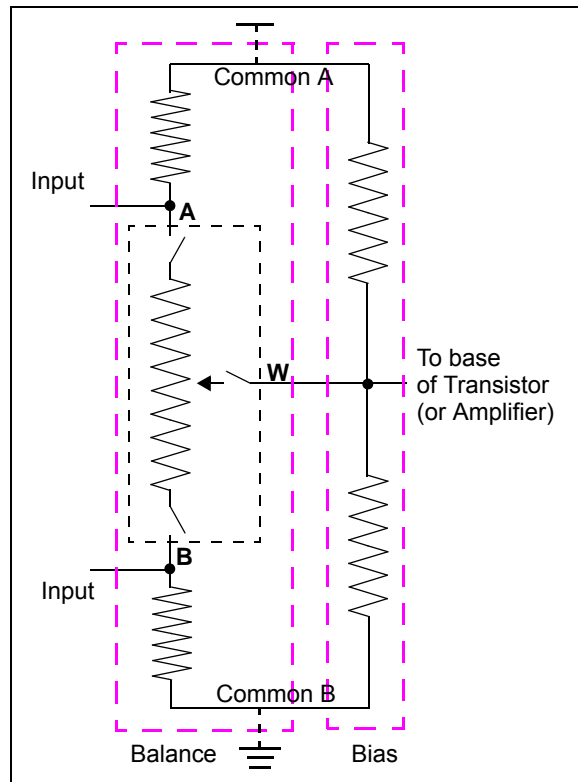 Common A
Input
A
W
To base
of Transistor
(or Amplifier)
B
Input
Common B
Balance
Bias